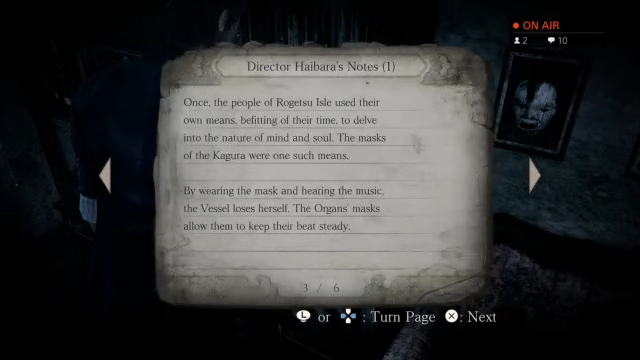 ON AIR
2 10
Director Haibara's Notes (1)
Once, the people of Rogetsu Isle used their
own means, befitting of their time, to delve
into the nature of mind and soul. The masks
of the Kagura were one such means.
By wearing the mask and hearing the music,
the Vessel loses herself. The Organs' masks
allow them to keep their beat steady.
3 / 6
L or : Turn Page X: Next